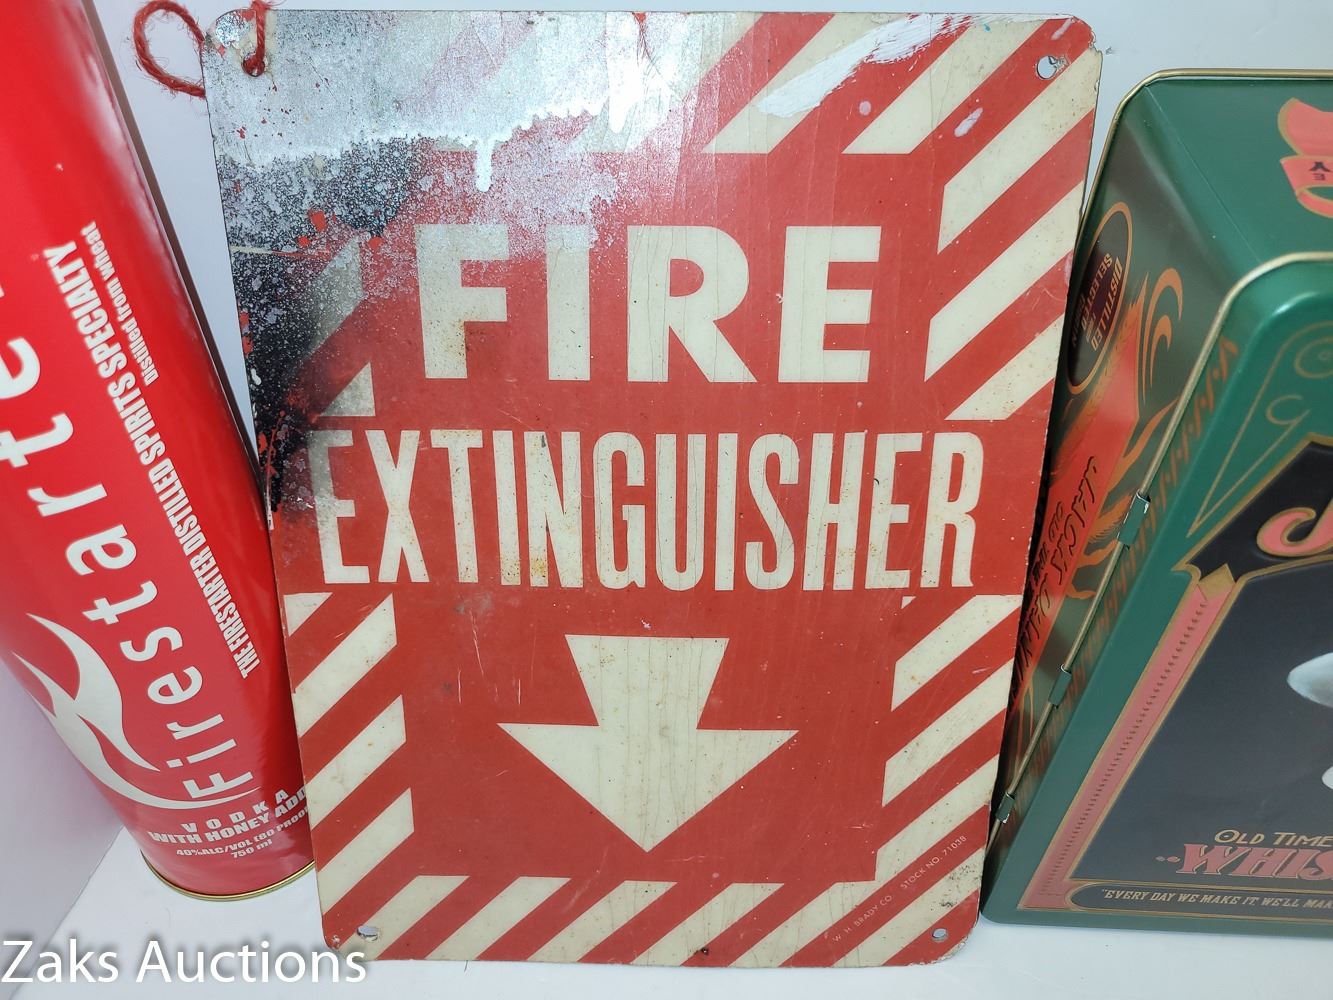 Firestarter
THE FIRESTARTER DISTILLED SPIRITS SPECIALTY
Distilled from wheat
VODKA
WITH HONEY
40%ALC/VOL (80 PROOF
750 ml
FIRE
EXTINGUISHER
W. H. BRADY CO. STOCK NO. 71038
DISTILLED
OLD TIME
WHIS
"EVERY DAY WE MAKE IT, WE'LL
Zaks Auctions